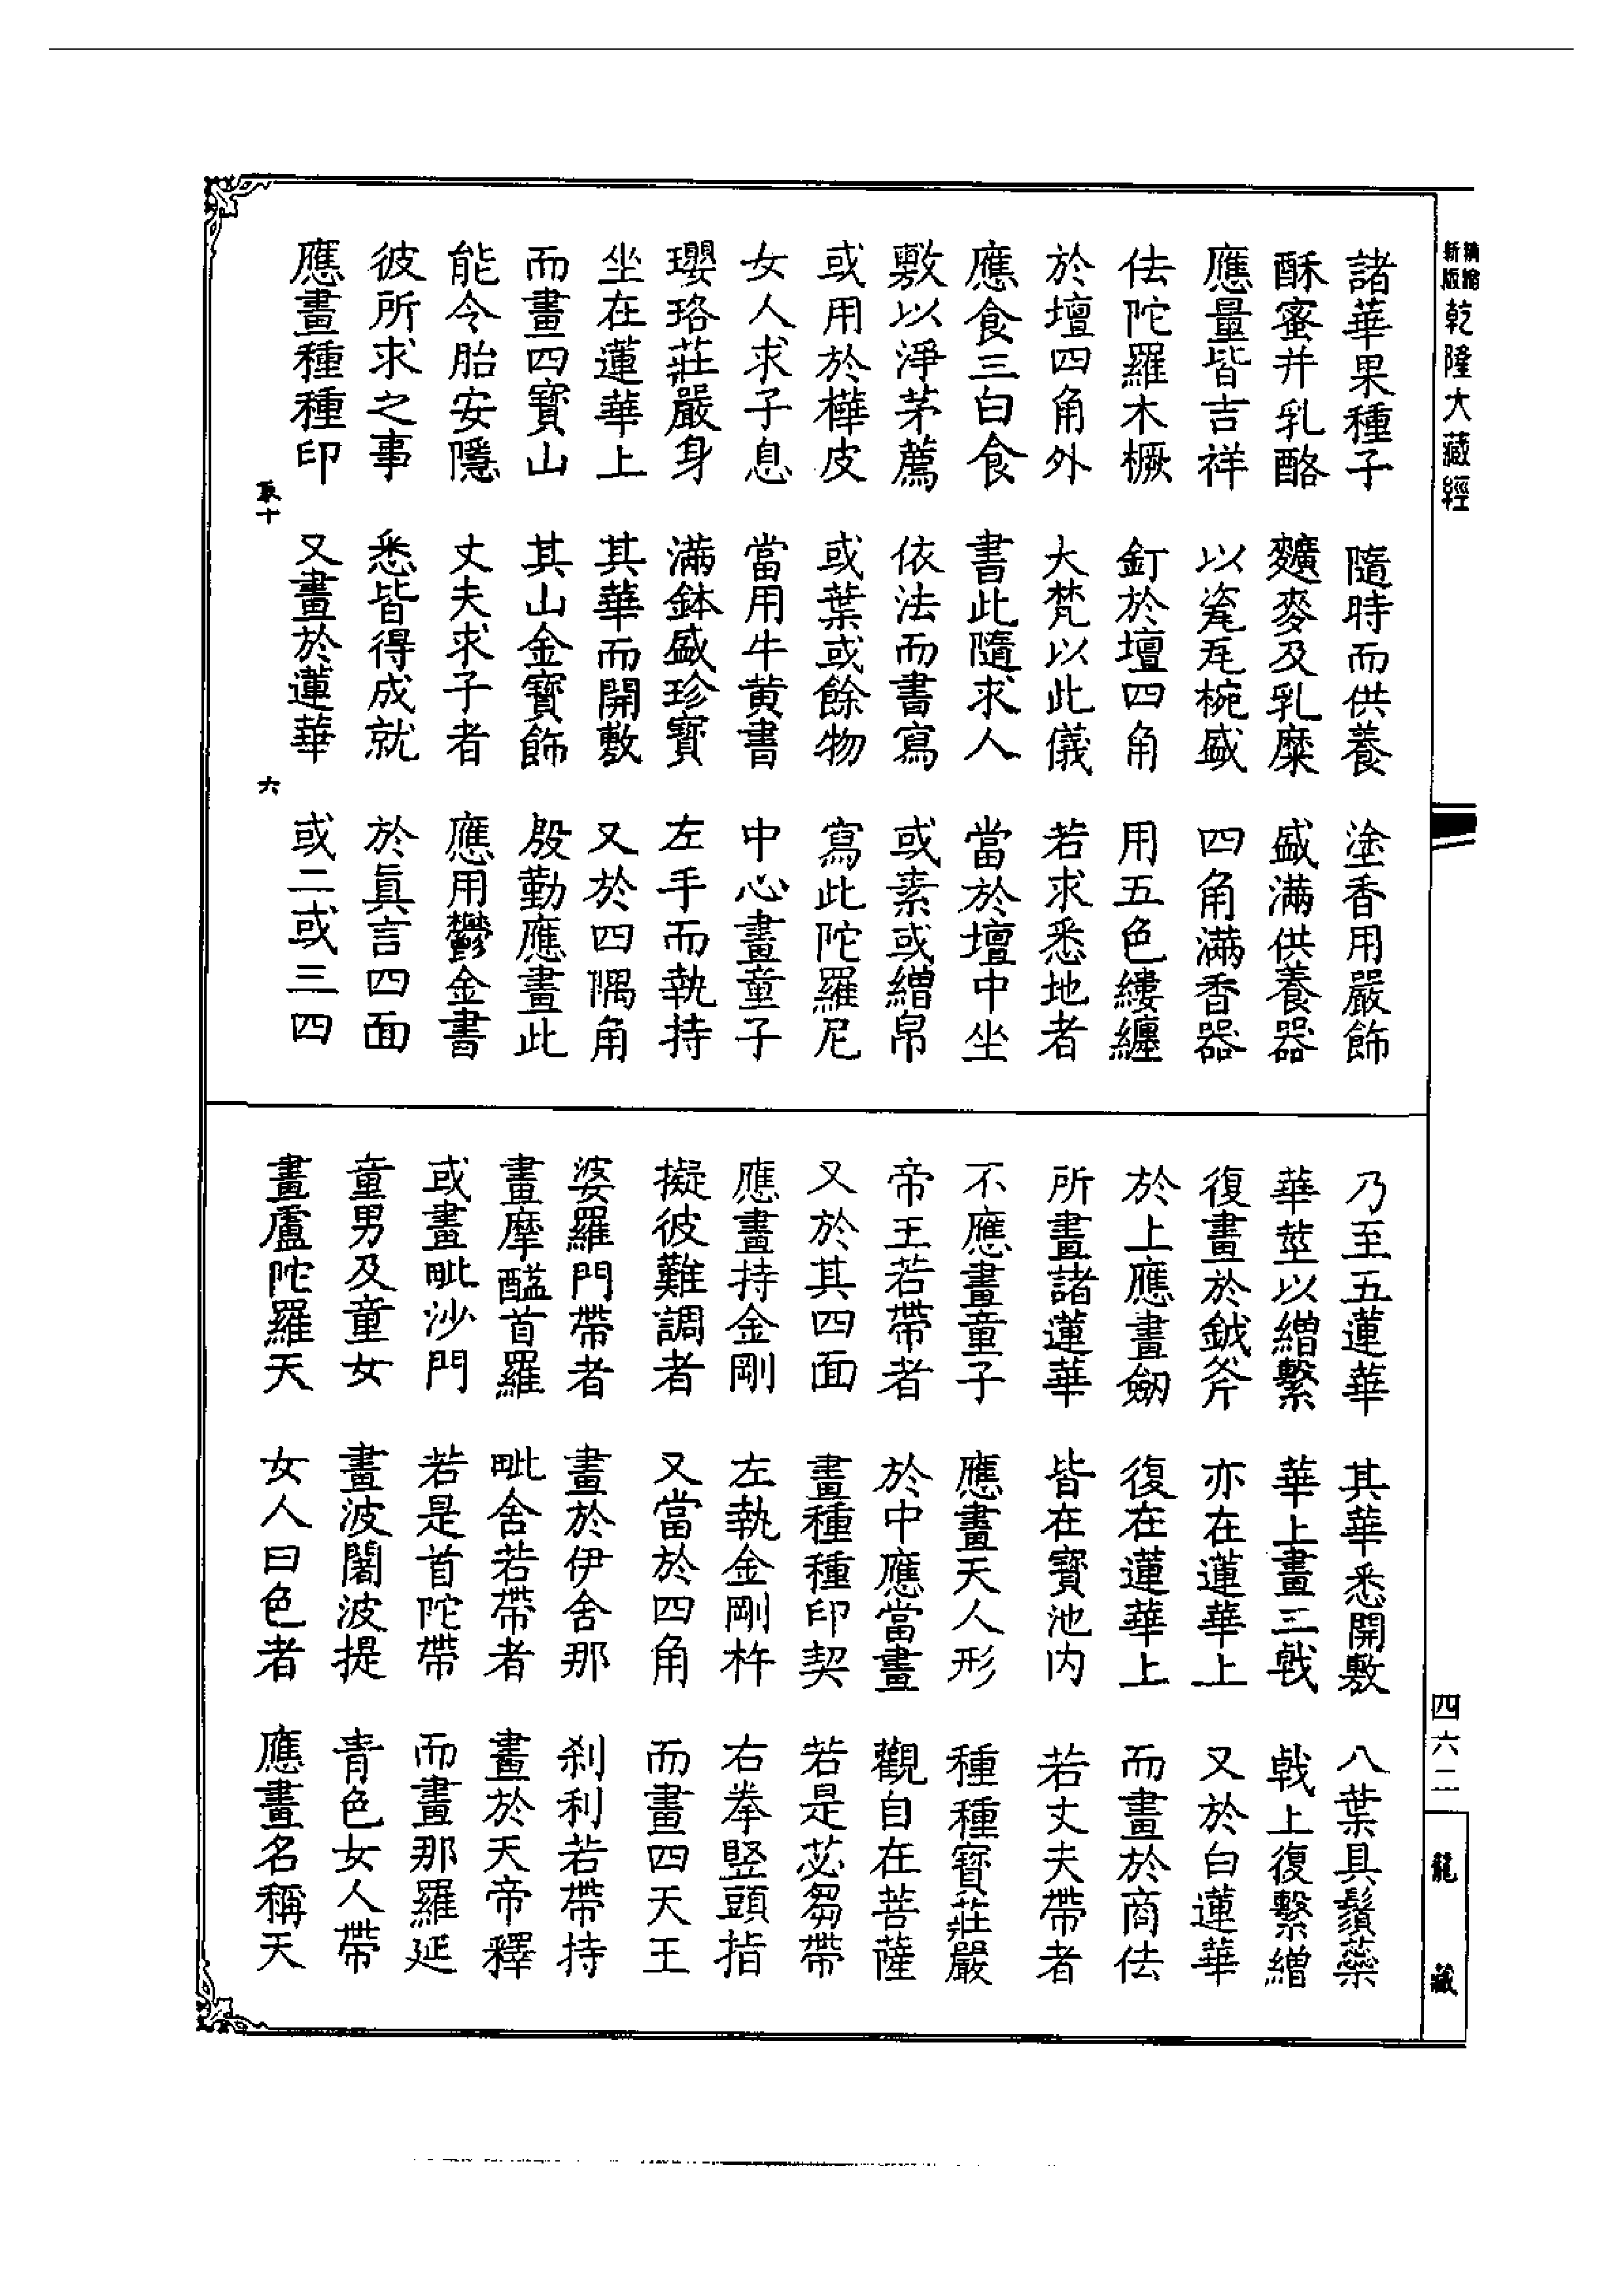 新版 精縮 乾隆大藏經
諸華果種子 隨時而供養 塗香用嚴飾
酥蜜并乳酪 麨麥及乳糜 盛滿供養器
應量皆吉祥 以瓷瓦椀盛 四角滿香器
佉陀羅木橛 釘於壇四角 用五色縷纏
於壇四角外 大梵以此儀 若求悉地者
應食三白食 書此隨求人 當於壇中坐
敷以淨茅薦 依法而書寫 或素或繒帛
或用於樺皮 或葉或餘物 寫此陀羅尼
女人求子息 當用牛黄書 中心畫童子
瓔珞莊嚴身 滿鉢盛珍寶 左手而執持
坐在蓮華上 其華而開敷 又於四隅角
而畫四寶山 其山金寶飾 殷勤應畫此
能令胎安隱 丈夫求子者 應用鬱金書
彼所求之事 悉皆得成就 於真言四面
應畫種種印 又畫於蓮華 或二或三四
取十 六
乃至五蓮華 其華悉開敷 八葉具鬚蘂
華莖以繒繫 華上畫三戟 戟上復繫繒
復畫於鉞斧 亦在蓮華上 又於白蓮華
於上應畫劒 復在蓮華上 而畫於商佉
所畫諸蓮華 皆在寶池内 若丈夫帶者
不應畫童子 應畫天人形 種種寶莊嚴
帝王若帶者 於中應當畫 觀自在菩薩
又於其四面 畫種種印契 若是苾芻帶
應畫持金剛 左執金剛杵 右拳豎頭指
擬彼難調者 又當於四角 而畫四天王
婆羅門帶者 畫於伊舍那 刹利若帶持
畫摩醯首羅 毗舍若帶者 畫於天帝釋
或畫毗沙門 若是首陀帶 而畫那羅延
童男及童女 畫波闍波提 青色女人帶
畫盧陀羅天 女人白色者 應畫名稱天
四六二
龍藏